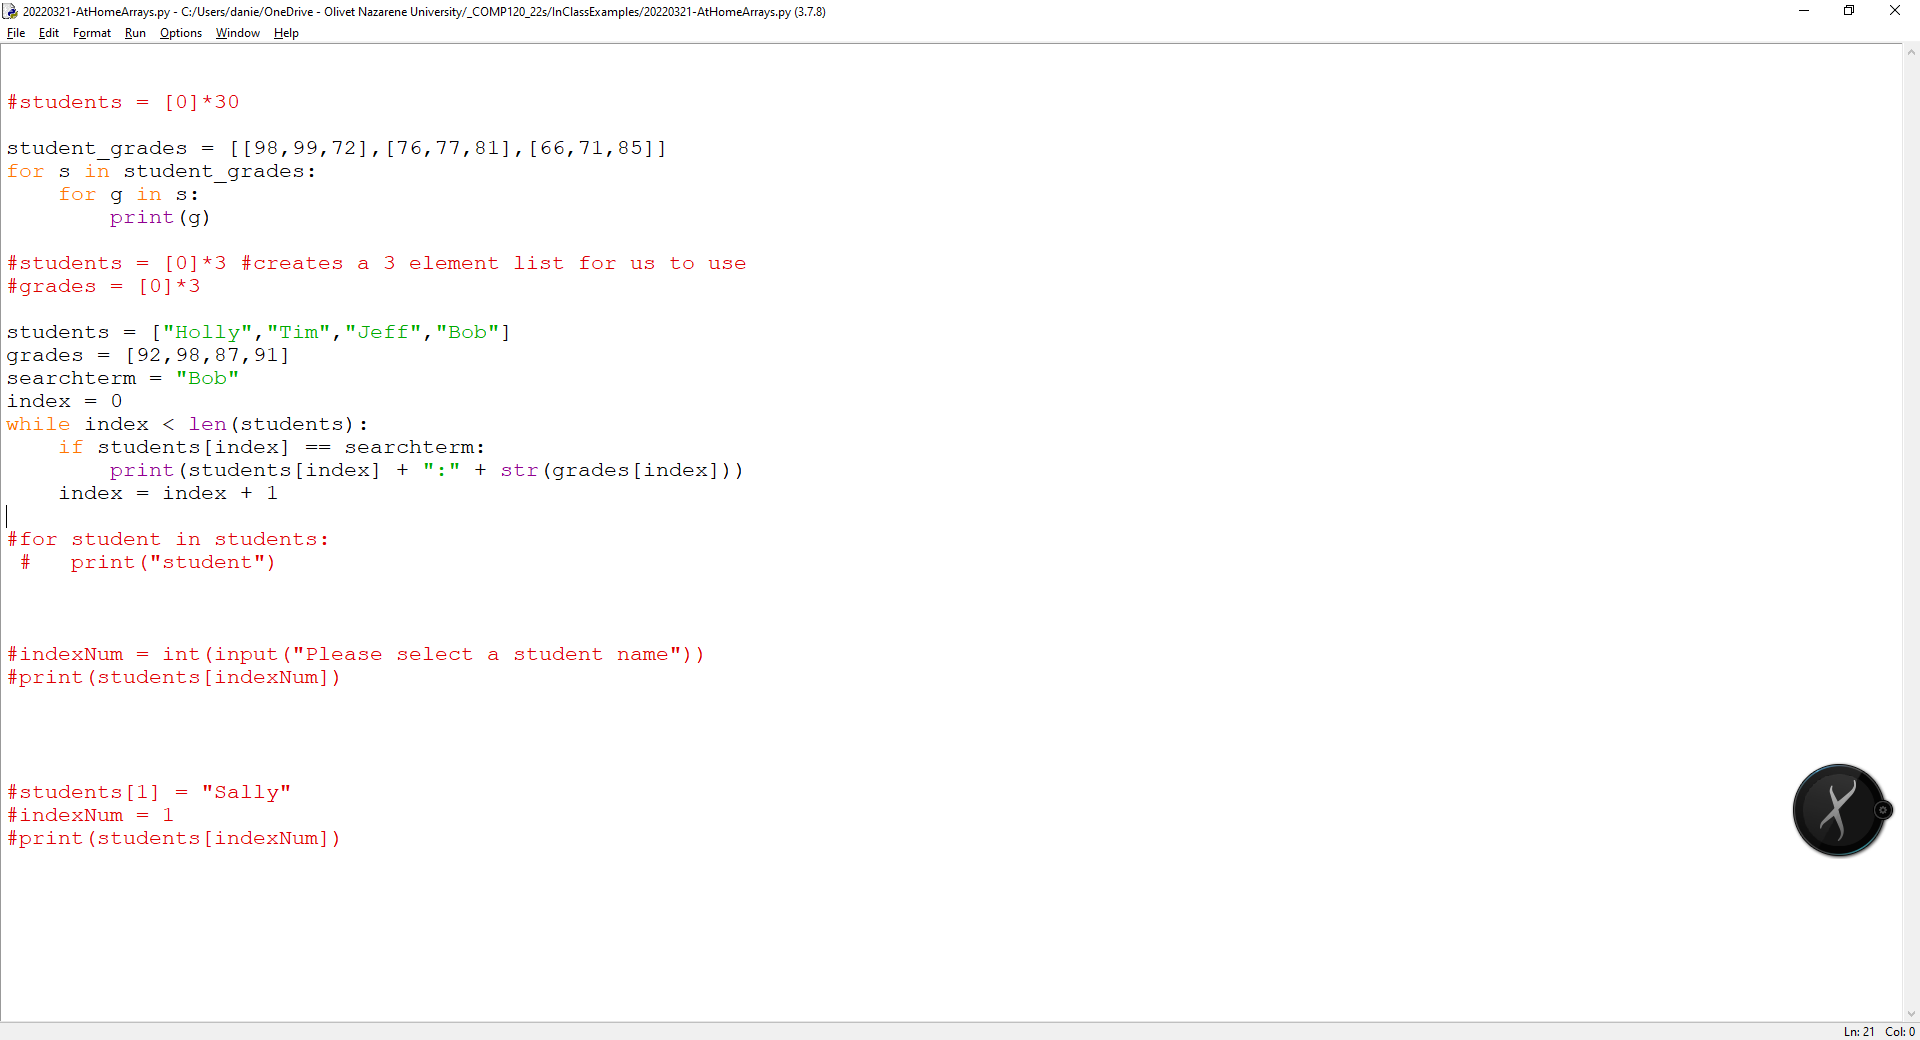 20220321-AtHomeArrays.py - C:/Users/danie/OneDrive - Olivet Nazarene University/_COMP120_22s/InClassExamples/20220321-AtHomeArrays.py (3.7.8)
File Edit Format Run Options Window Help
#students = [0]*30
student_grades = [[98,99,72],[76,77,81],[66,71,85]]
for s in student_grades:
    for g in s:
        print(g)
#students = [0]*3 #creates a 3 element list for us to use
#grades = [0]*3
students = ["Holly","Tim","Jeff","Bob"]
grades = [92,98,87,91]
searchterm = "Bob"
index = 0
while index < len(students):
    if students[index] == searchterm:
        print(students[index] + ":" + str(grades[index]))
    index = index + 1
#for student in students:
 #   print("student")
#indexNum = int(input("Please select a student name"))
#print(students[indexNum])
#students[1] = "Sally"
#indexNum = 1
#print(students[indexNum])
Ln: 21 Col: 0